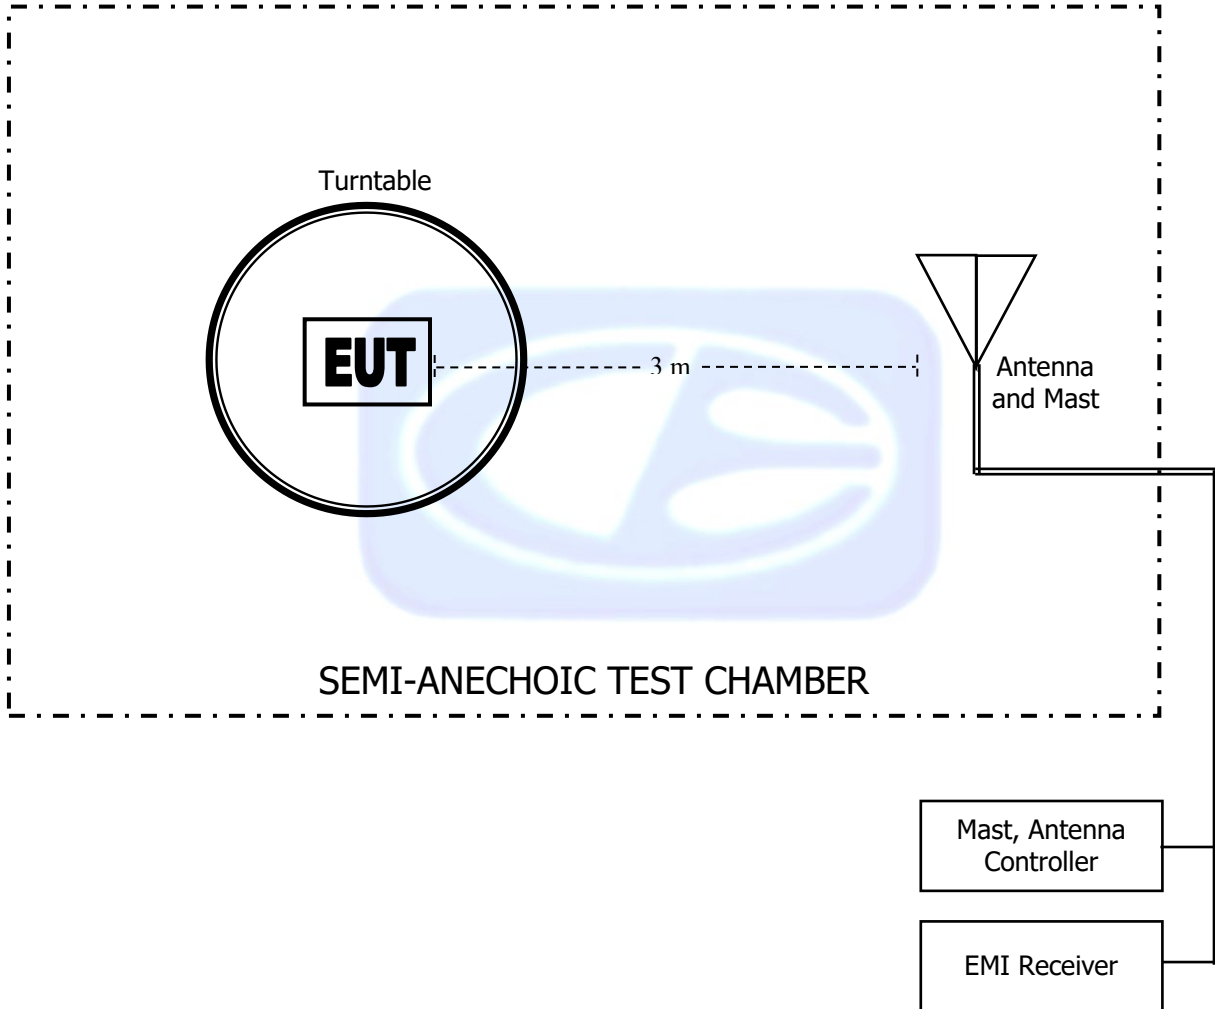 Turntable
EUT
3 m
Antenna
and Mast
SEMI-ANECHOIC TEST CHAMBER
Mast, Antenna
Controller
EMI Receiver